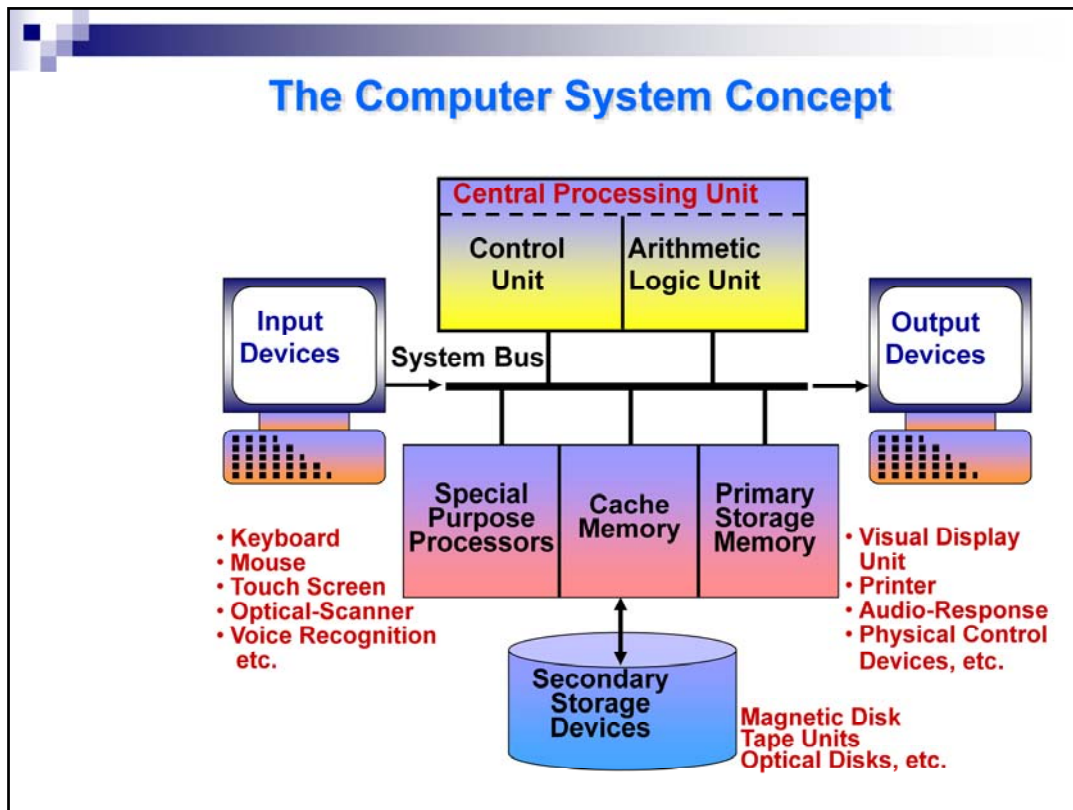 The Computer System Concept
Central Processing Unit
Control
Unit
Arithmetic
Logic Unit
Input
Devices
System Bus
Output
Devices
Special
Purpose
Processors
Cache
Memory
Primary
Storage
Memory
• Keyboard
• Mouse
• Touch Screen
• Optical-Scanner
• Voice Recognition
etc.
• Visual Display
Unit
• Printer
• Audio-Response
• Physical Control
Devices, etc.
Secondary
Storage
Devices
Magnetic Disk
Tape Units
Optical Disks, etc.